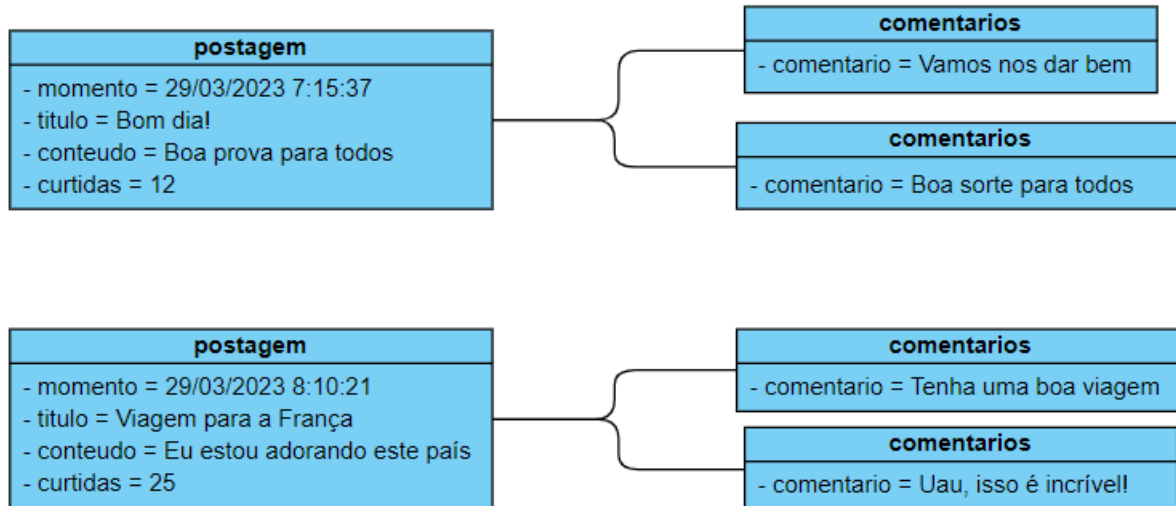 postagem
- momento = 29/03/2023 7:15:37
- titulo = Bom dia!
- conteudo = Boa prova para todos
- curtidas = 12
comentarios
- comentario = Vamos nos dar bem
comentarios
- comentario = Boa sorte para todos
postagem
- momento = 29/03/2023 8:10:21
- titulo = Viagem para a França
- conteudo = Eu estou adorando este país
- curtidas = 25
comentarios
- comentario = Tenha uma boa viagem
comentarios
- comentario = Uau, isso é incrível!